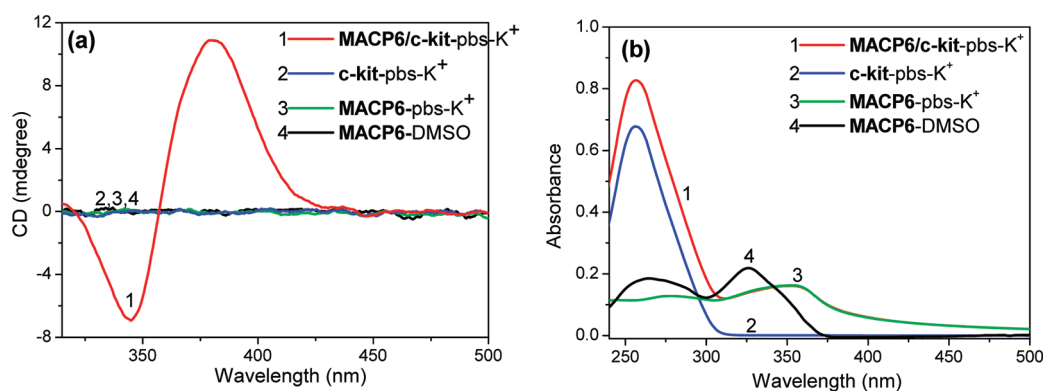 (a)
12
8
4
0
-4
-8
CD (mdegree)
1 MACP6/c-kit-pbs-K+
2 c-kit-pbs-K+
3 MACP6-pbs-K+
4 MACP6-DMSO
2,3,4
1
350 400 450 500
Wavelength (nm)
(b)
1.0
0.8
0.6
0.4
0.2
0.0
Absorbance
1 MACP6/c-kit-pbs-K+
2 c-kit-pbs-K+
3 MACP6-pbs-K+
4 MACP6-DMSO
1
4
3
2
250 300 350 400 450 500
Wavelength (nm)